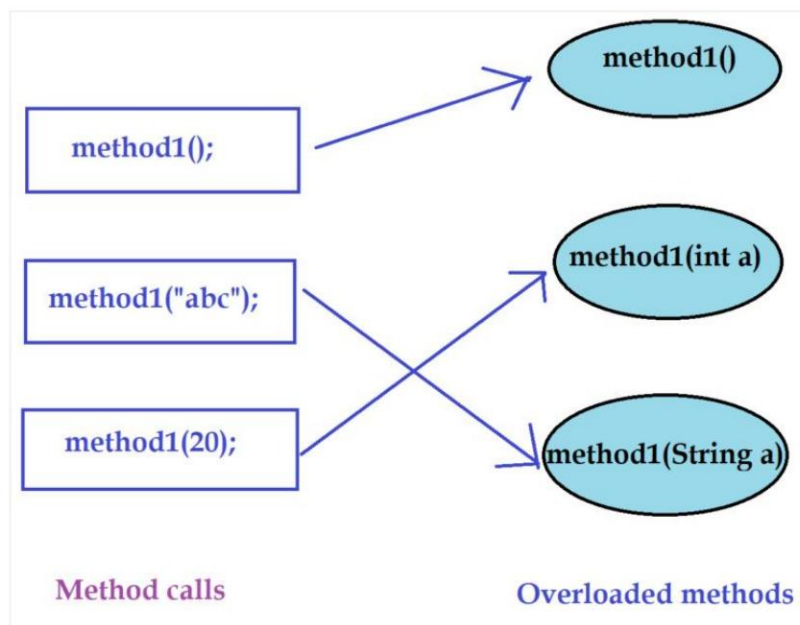 method1()
method1();
method1(int a)
method1("abc");
method1(20);
method1(String a)
Method calls
Overloaded methods